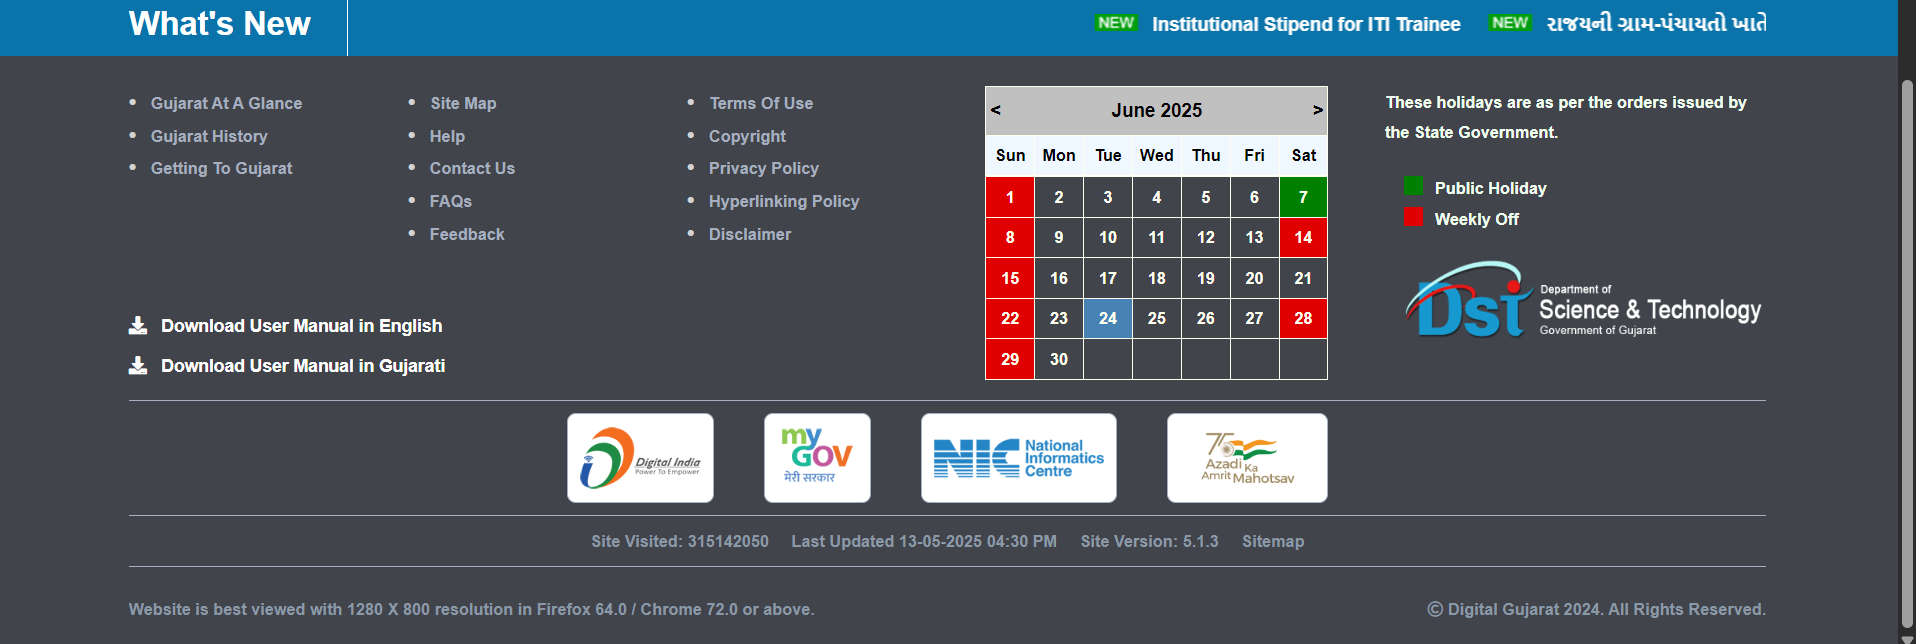 What's New
NEW Institutional Stipend for ITI Trainee NEW રાજ્યની ગ્રામ-પંચાયતો ખાતે
Gujarat At A Glance
Gujarat History
Getting To Gujarat
Site Map
Help
Contact Us
FAQs
Feedback
Terms Of Use
Copyright
Privacy Policy
Hyperlinking Policy
Disclaimer
Download User Manual in English
Download User Manual in Gujarati
< June 2025 >
Sun Mon Tue Wed Thu Fri Sat
1 2 3 4 5 6 7
8 9 10 11 12 13 14
15 16 17 18 19 20 21
22 23 24 25 26 27 28
29 30
These holidays are as per the orders issued by
the State Government.
Public Holiday
Weekly Off
Dst
Department of
Science & Technology
Government of Gujarat
Digital India
Power To Empower
my
GOV
मेरी सरकार
NIC
National
Informatics
Centre
75
Azadi Ka
Amrit Mahotsav
Site Visited: 315142050 Last Updated 13-05-2025 04:30 PM Site Version: 5.1.3 Sitemap
Website is best viewed with 1280 X 800 resolution in Firefox 64.0 / Chrome 72.0 or above.
© Digital Gujarat 2024. All Rights Reserved.